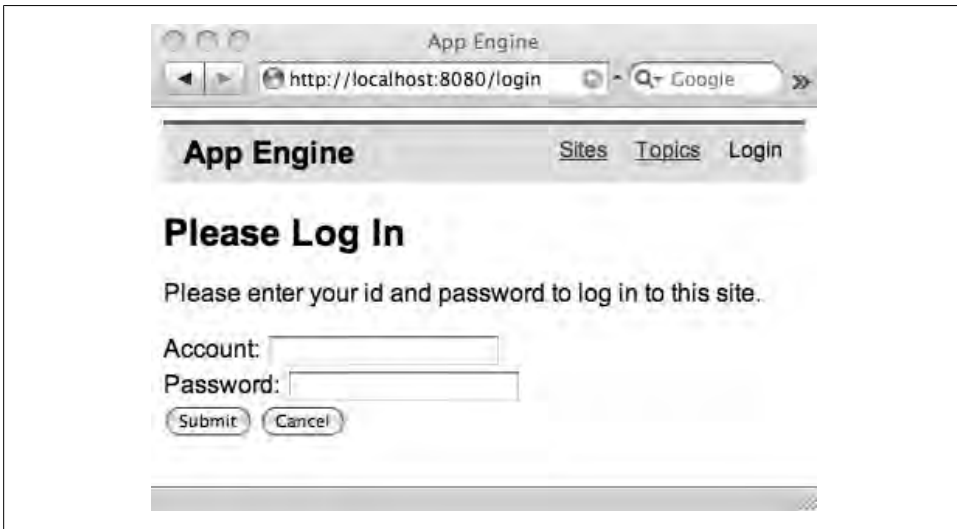 App Engine
http://localhost:8080/login Google
App Engine Sites Topics Login
Please Log In
Please enter your id and password to log in to this site.
Account:
Password:
Submit Cancel